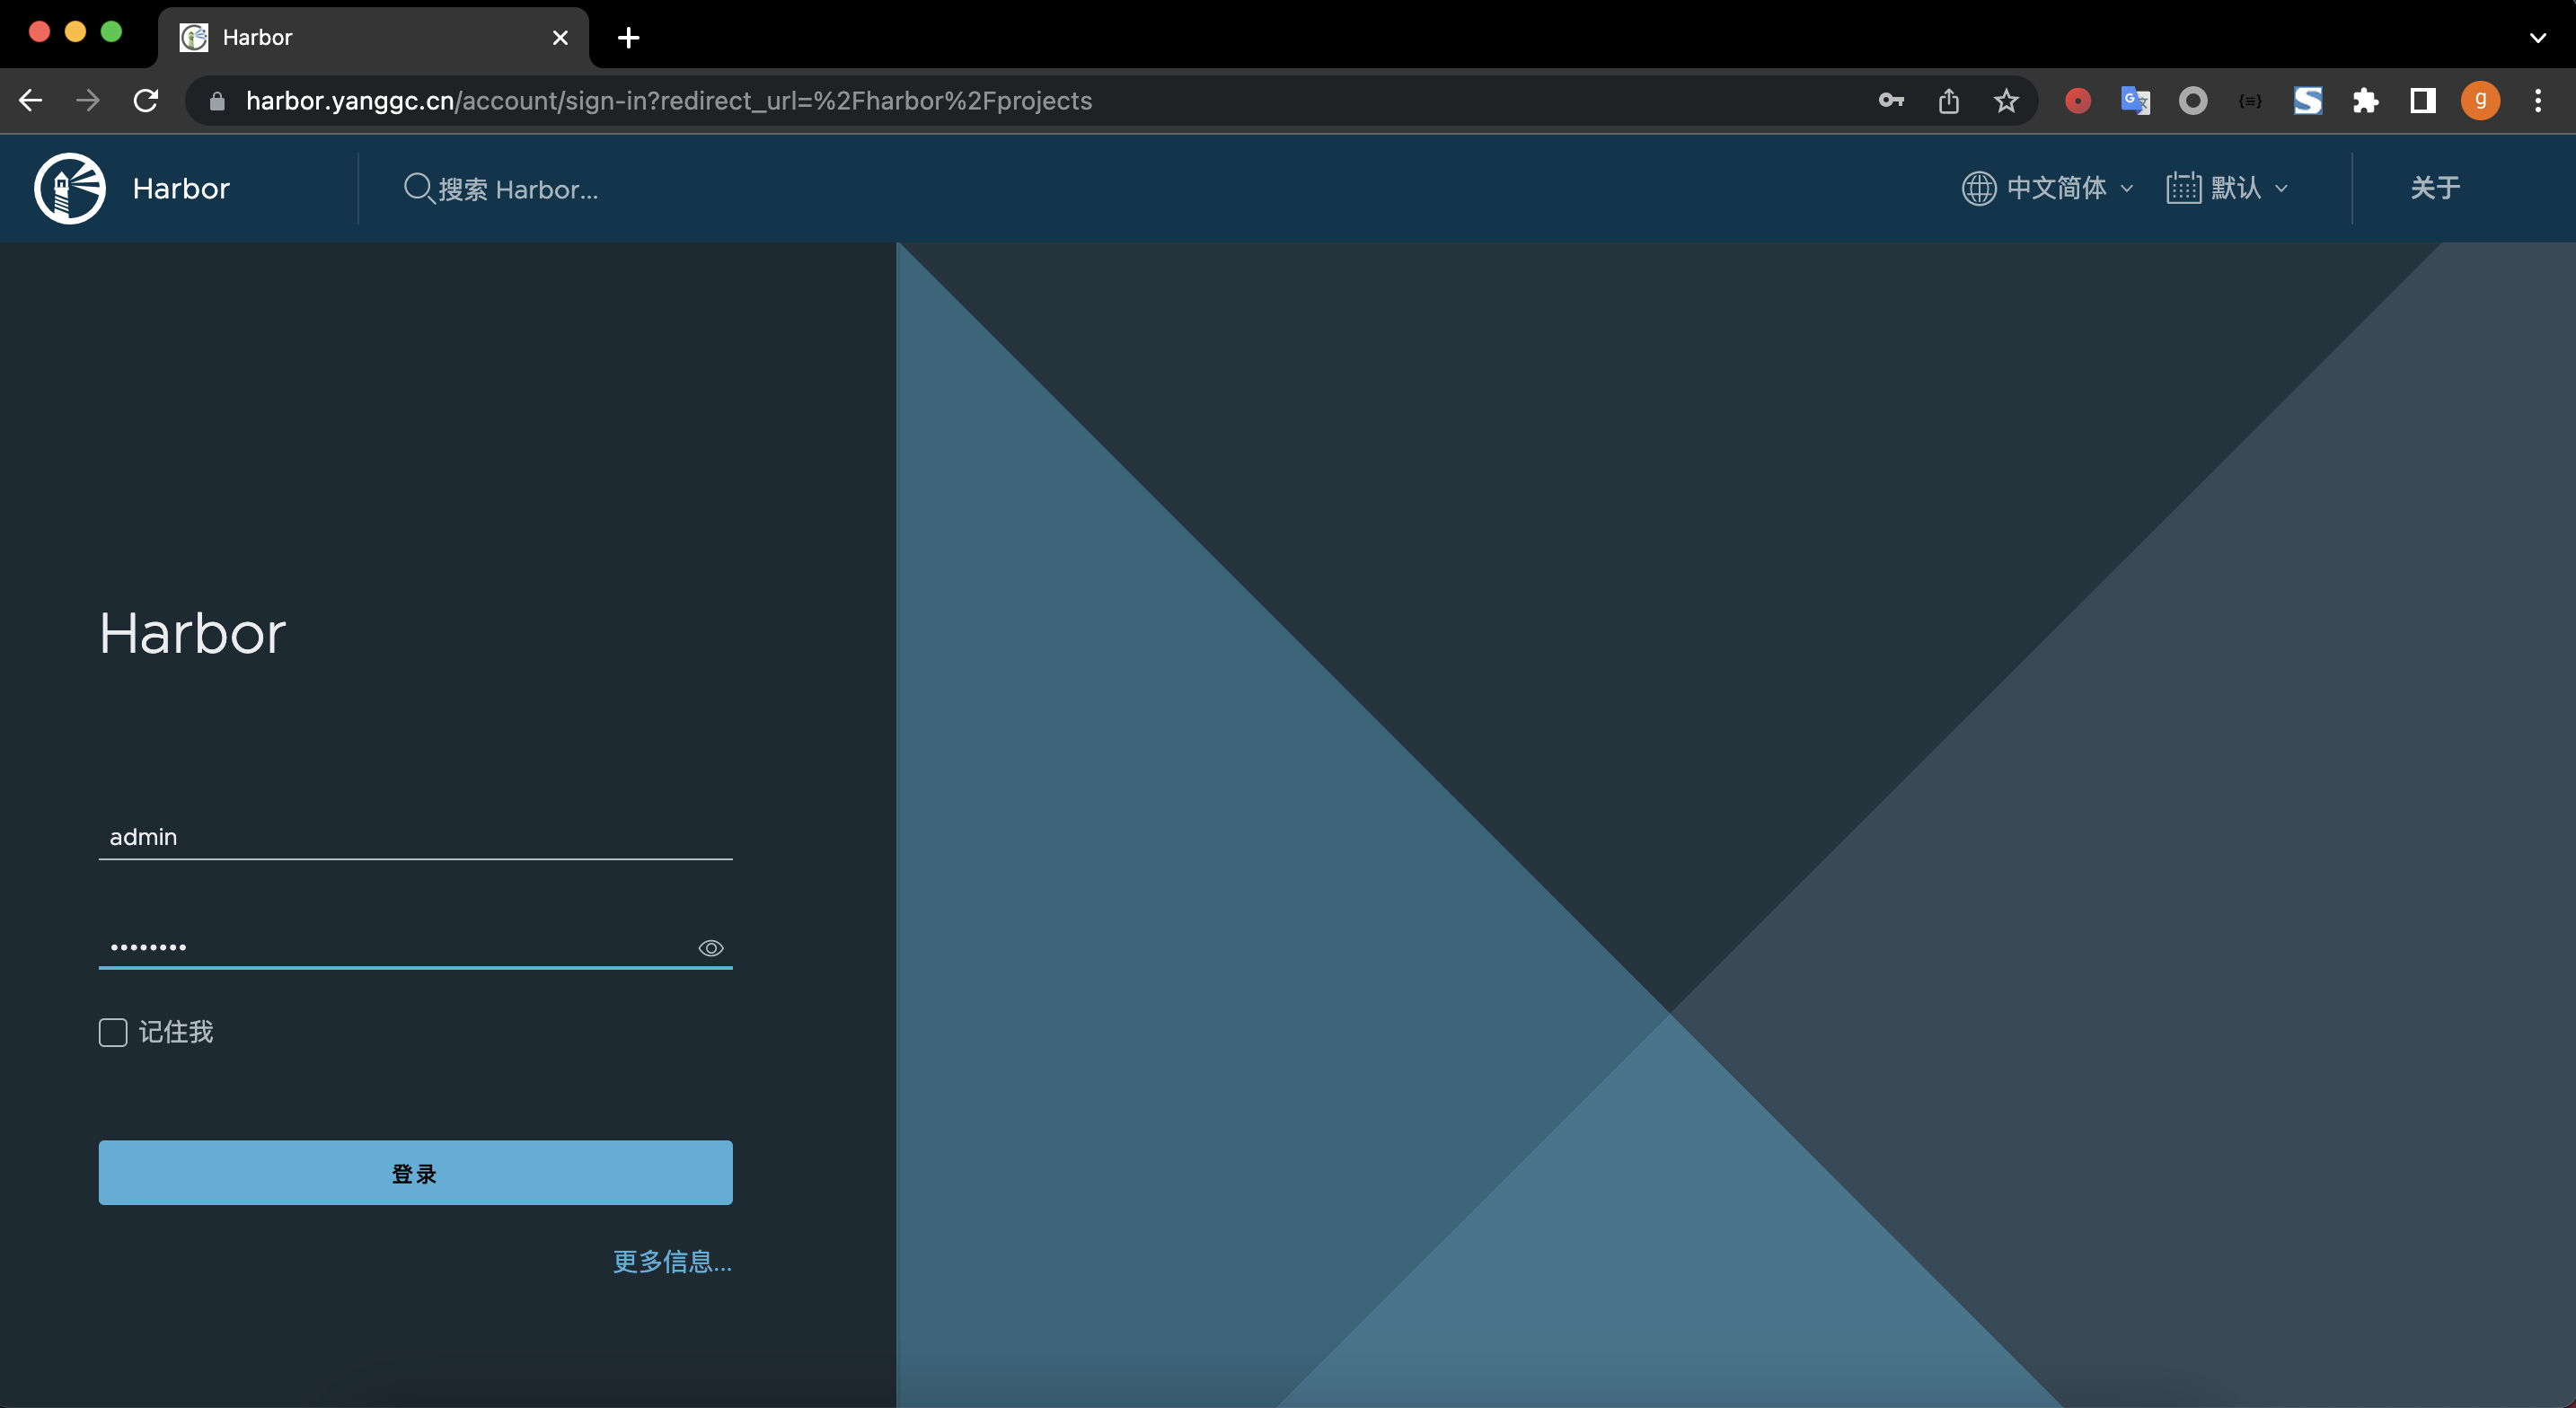 Harbor
harbor.yanggc.cn/account/sign-in?redirect_url=%2Fharbor%2Fprojects
g
Harbor
搜索 Harbor...
中文简体
默认
关于
Harbor
admin
••••••••
记住我
登录
更多信息...